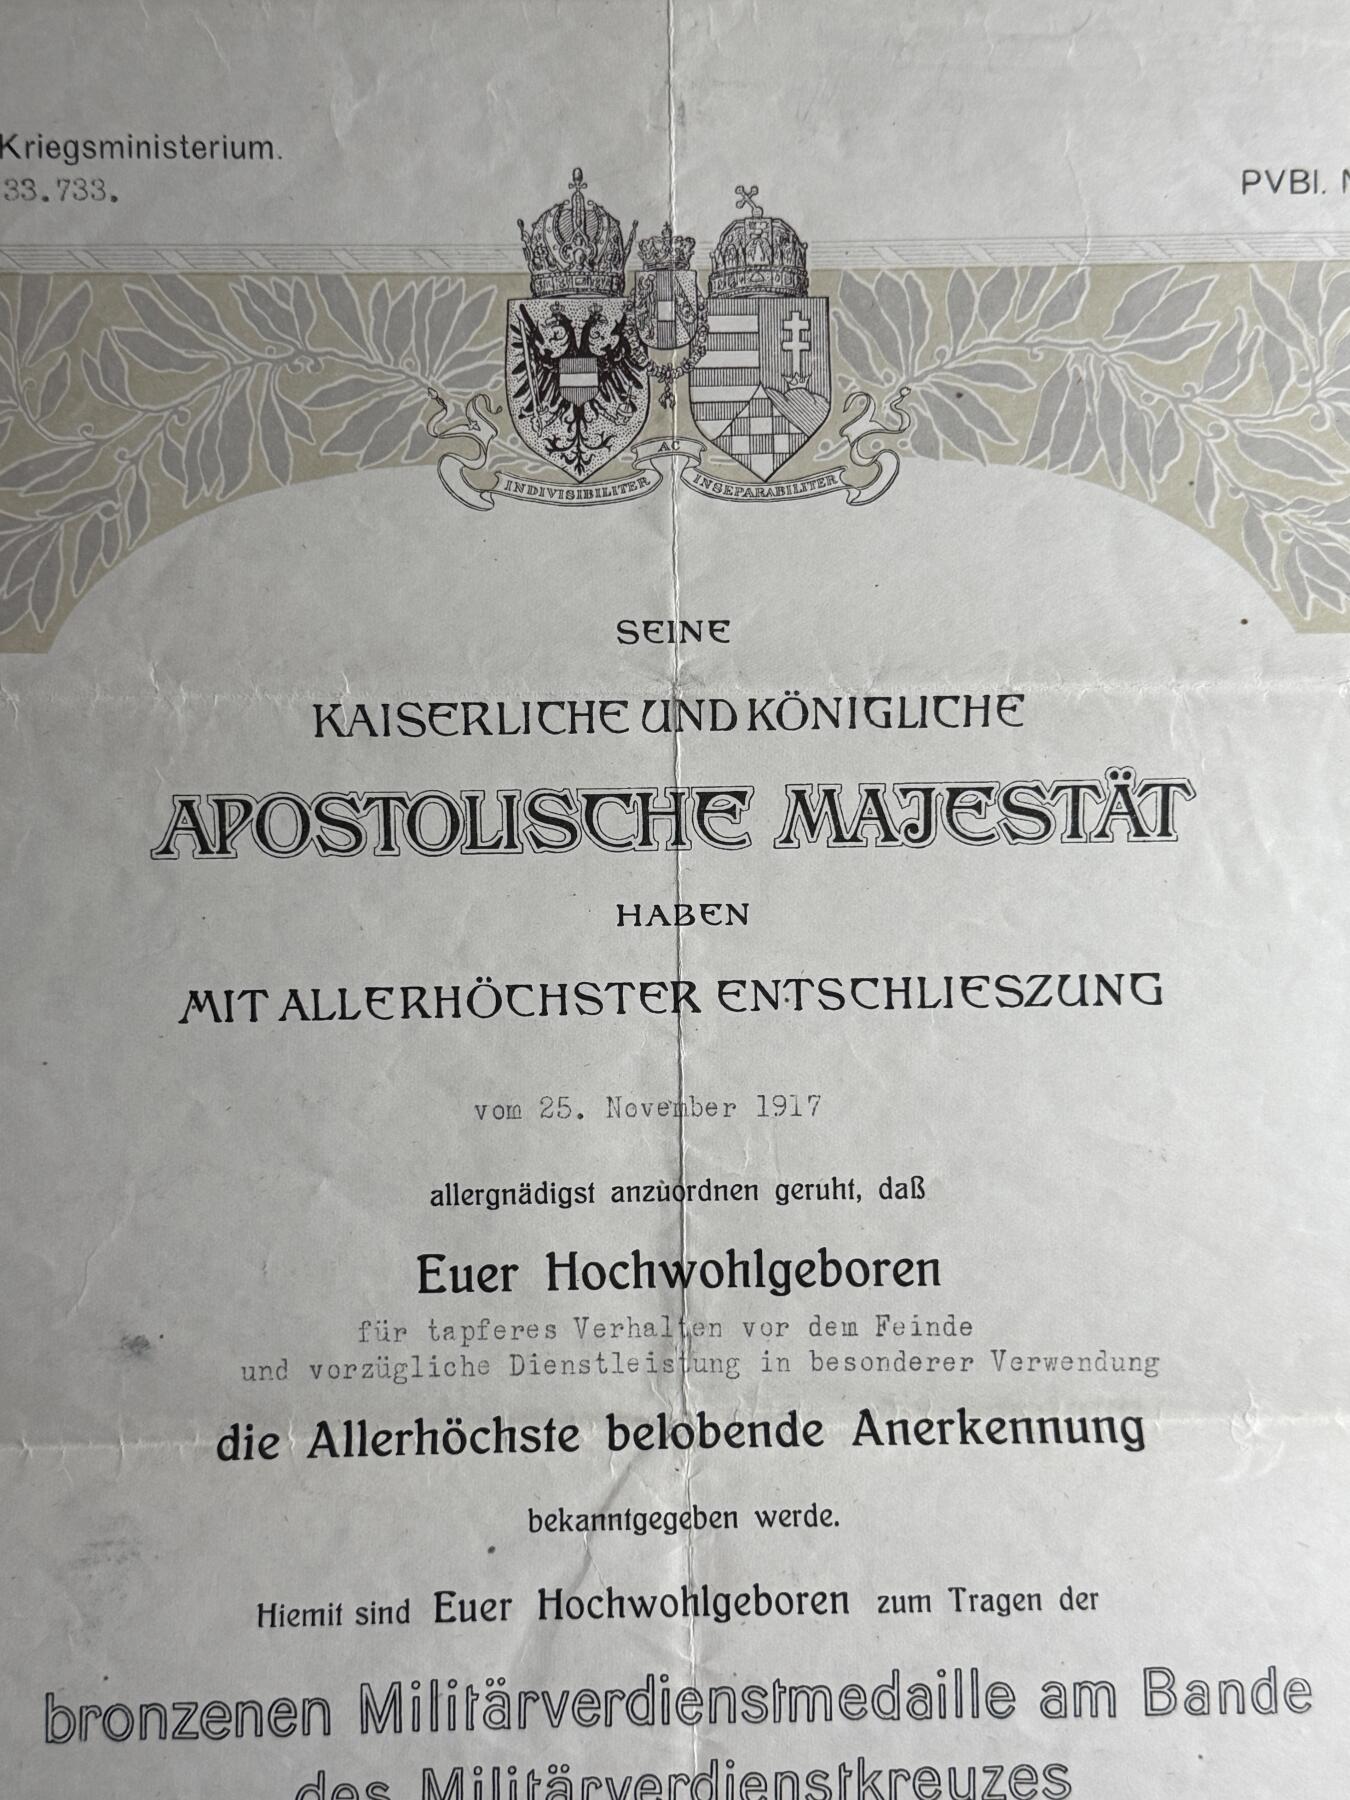 Kriegsministerium.
33.733.
PVBl.
AC
INDIVISIBILITER
INSEPARABILITER
SEINE
KAISERLICHE UND KÖNIGLICHE
APOSTOLISCHE MAJESTÄT
HABEN
MIT ALLERHÖCHSTER ENTSCHLIESZUNG
vom 25. November 1917
allergnädigst anzuordnen geruht, daß
Euer Hochwohlgeboren
für tapferes Verhalten vor dem Feinde
und vorzügliche Dienstleistung in besonderer Verwendung
die Allerhöchste belobende Anerkennung
bekanntgegeben werde.
Hiemit sind Euer Hochwohlgeboren zum Tragen der
bronzenen Militärverdienstmedaille am Bande
des Militärverdienstkreuzes